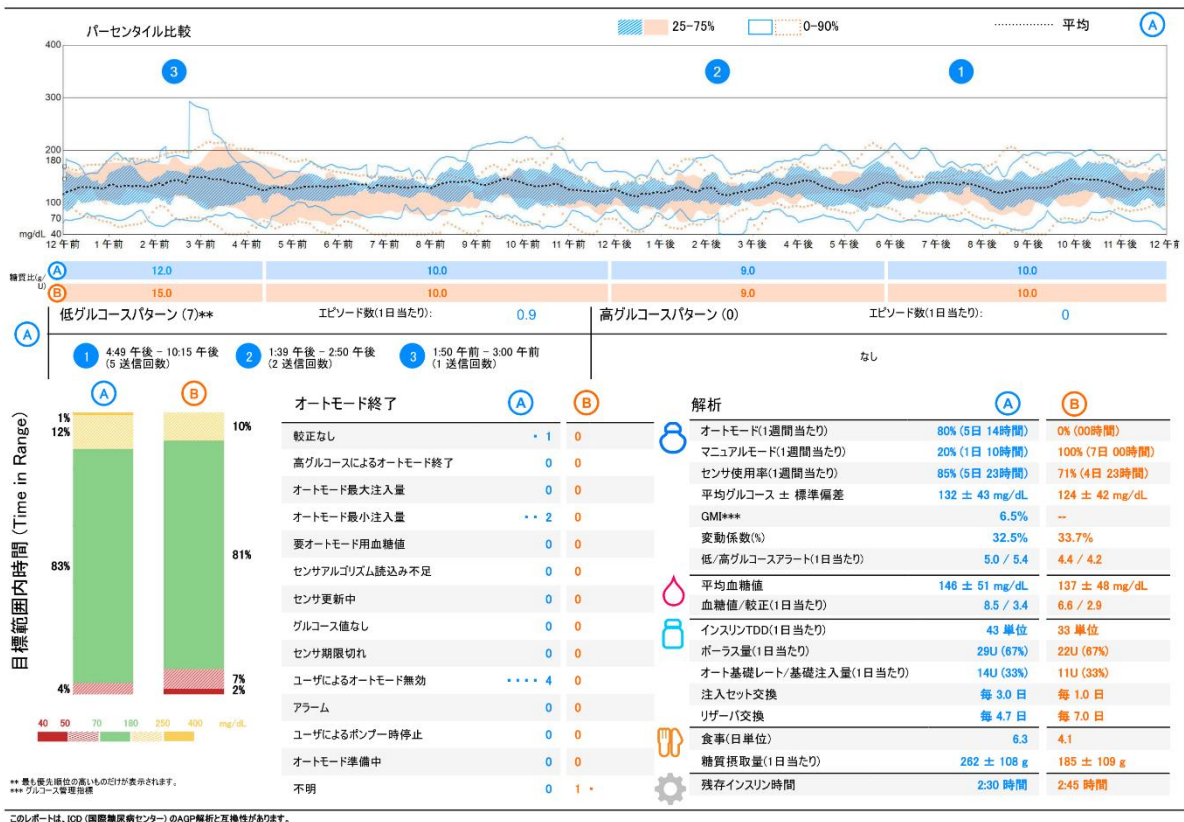 パーセンタイル比較 25-75% 0-90% 平均 A
400
300
200
180
100
70
40
mg/dL
3 2 1
12 午前 1 午前 2 午前 3 午前 4 午前 5 午前 6 午前 7 午前 8 午前 9 午前 10 午前 11 午前 12 午後 1 午後 2 午後 3 午後 4 午後 5 午後 6 午後 7 午後 8 午後 9 午後 10 午後 11 午後 12 午前
糖質比(g/U)
A 12.0 10.0 9.0 10.0
B 15.0 10.0 9.0 10.0
A
低グルコースパターン (7)** エピソード数(1日当たり): 0.9
1 4:49 午後 - 10:15 午後
(5 送信回数)
2 1:39 午後 - 2:50 午後
(2 送信回数)
3 1:50 午前 - 3:00 午前
(1 送信回数)
高グルコースパターン (0) エピソード数(1日当たり): 0
なし
目標範囲内時間 (Time in Range)
A B
1%
12% 10%
83% 81%
4% 7%
2%
40 50 70 180 250 400 mg/dL
** 最も優先順位の高いものだけが表示されます。
*** グルコース管理指標
オートモード終了 A B
較正なし 1 0
高グルコースによるオートモード終了 0 0
オートモード最大注入量 0 0
オートモード最小注入量 2 0
要オートモード用血糖値 0 0
センサアルゴリズム読込み不足 0 0
センサ更新中 0 0
グルコース値なし 0 0
センサ期限切れ 0 0
ユーザによるオートモード無効 4 0
アラーム 0 0
ユーザによるポンプ一時停止 0 0
オートモード準備中 0 0
不明 0 1
解析 A B
オートモード(1週間当たり) 80% (5日 14時間) 0% (00時間)
マニュアルモード(1週間当たり) 20% (1日 10時間) 100% (7日 00時間)
センサ使用率(1週間当たり) 85% (5日 23時間) 71% (4日 23時間)
平均グルコース ± 標準偏差 132 ± 43 mg/dL 124 ± 42 mg/dL
GMI*** 6.5% --
変動係数(%) 32.5% 33.7%
低/高グルコースアラート(1日当たり) 5.0 / 5.4 4.4 / 4.2
平均血糖値 146 ± 51 mg/dL 137 ± 48 mg/dL
血糖値/較正(1日当たり) 8.5 / 3.4 6.6 / 2.9
インスリンTDD(1日当たり) 43 単位 33 単位
ボーラス量(1日当たり) 29U (67%) 22U (67%)
オート基礎レート/基礎注入量(1日当たり) 14U (33%) 11U (33%)
注入セット交換 毎 3.0 日 毎 1.0 日
リザーバ交換 毎 4.7 日 毎 7.0 日
食事(日単位) 6.3 4.1
糖質摂取量(1日当たり) 262 ± 108 g 185 ± 109 g
残存インスリン時間 2:30 時間 2:45 時間
このレポートは、ICD (国際糖尿病センター) のAGP解析と互換性があります。